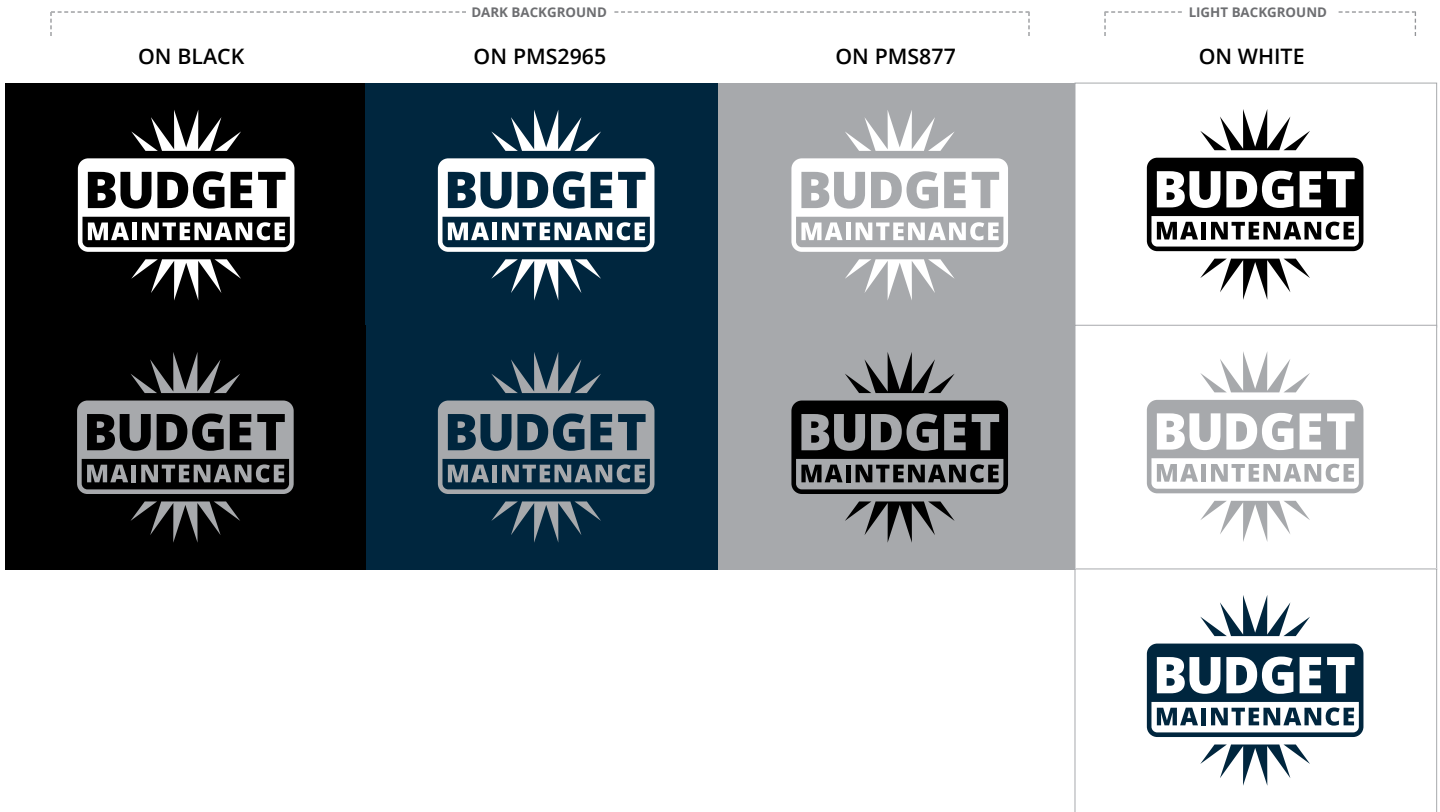 DARK BACKGROUND
LIGHT BACKGROUND
ON BLACK
ON PMS2965
ON PMS877
ON WHITE
BUDGET
MAINTENANCE
BUDGET
MAINTENANCE
BUDGET
MAINTENANCE
BUDGET
MAINTENANCE
BUDGET
MAINTENANCE
BUDGET
MAINTENANCE
BUDGET
MAINTENANCE
BUDGET
MAINTENANCE
BUDGET
MAINTENANCE